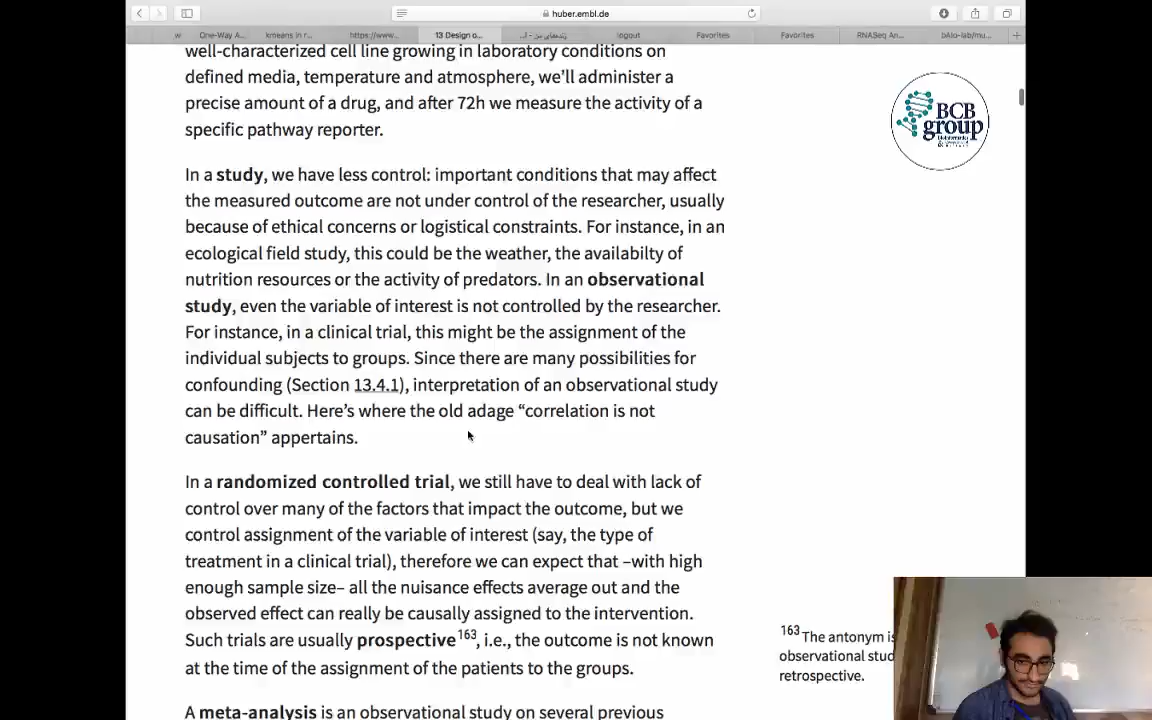 huber.embl.de
w
One-Way A...
kmeans in r...
https://www...
13 Design o...
logout
Favorites
Favorites
RNASeq An...
bAIo-lab/mu...
well-characterized cell line growing in laboratory conditions on
defined media, temperature and atmosphere, we’ll administer a
precise amount of a drug, and after 72h we measure the activity of a
specific pathway reporter.
BCB
group
In a study, we have less control: important conditions that may affect
the measured outcome are not under control of the researcher, usually
because of ethical concerns or logistical constraints. For instance, in an
ecological field study, this could be the weather, the availabilty of
nutrition resources or the activity of predators. In an observational
study, even the variable of interest is not controlled by the researcher.
For instance, in a clinical trial, this might be the assignment of the
individual subjects to groups. Since there are many possibilities for
confounding (Section 13.4.1), interpretation of an observational study
can be difficult. Here’s where the old adage “correlation is not
causation” appertains.
In a randomized controlled trial, we still have to deal with lack of
control over many of the factors that impact the outcome, but we
control assignment of the variable of interest (say, the type of
treatment in a clinical trial), therefore we can expect that –with high
enough sample size– all the nuisance effects average out and the
observed effect can really be causally assigned to the intervention.
Such trials are usually prospective163, i.e., the outcome is not known
at the time of the assignment of the patients to the groups.
163The antonym is
observational stud
retrospective.
A meta-analysis is an observational study on several previous